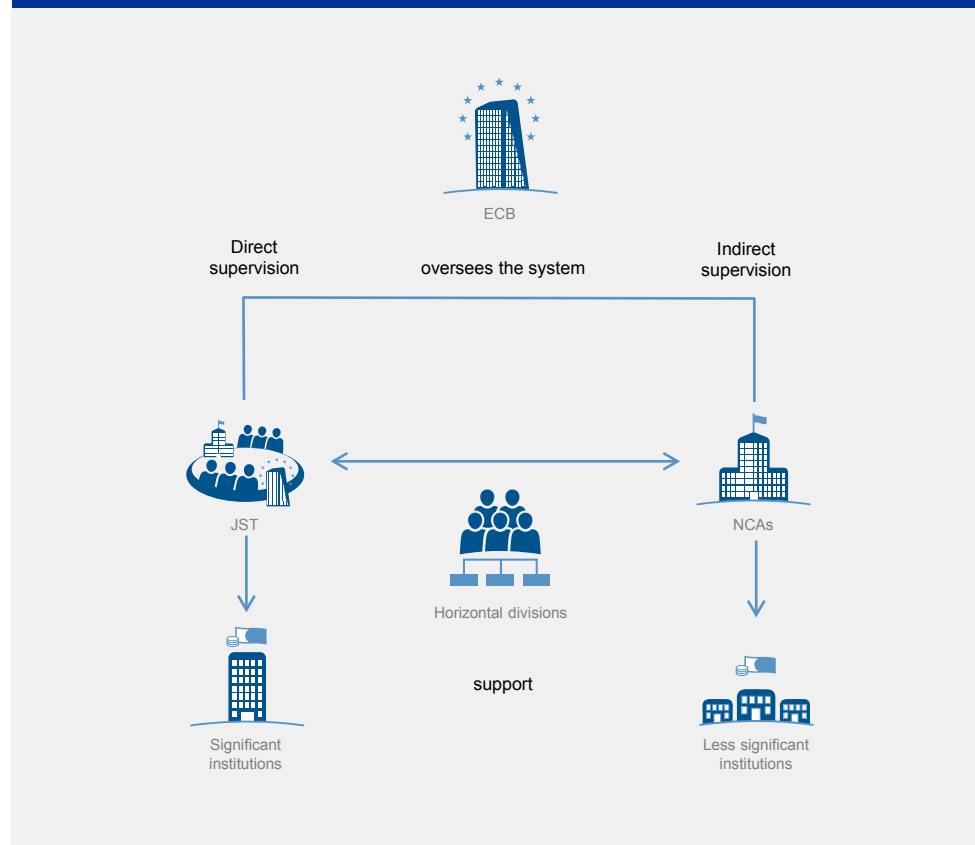 ECB
Direct
supervision
oversees the system
Indirect
supervision
JST
NCAs
Horizontal divisions
support
Significant
institutions
Less significant
institutions